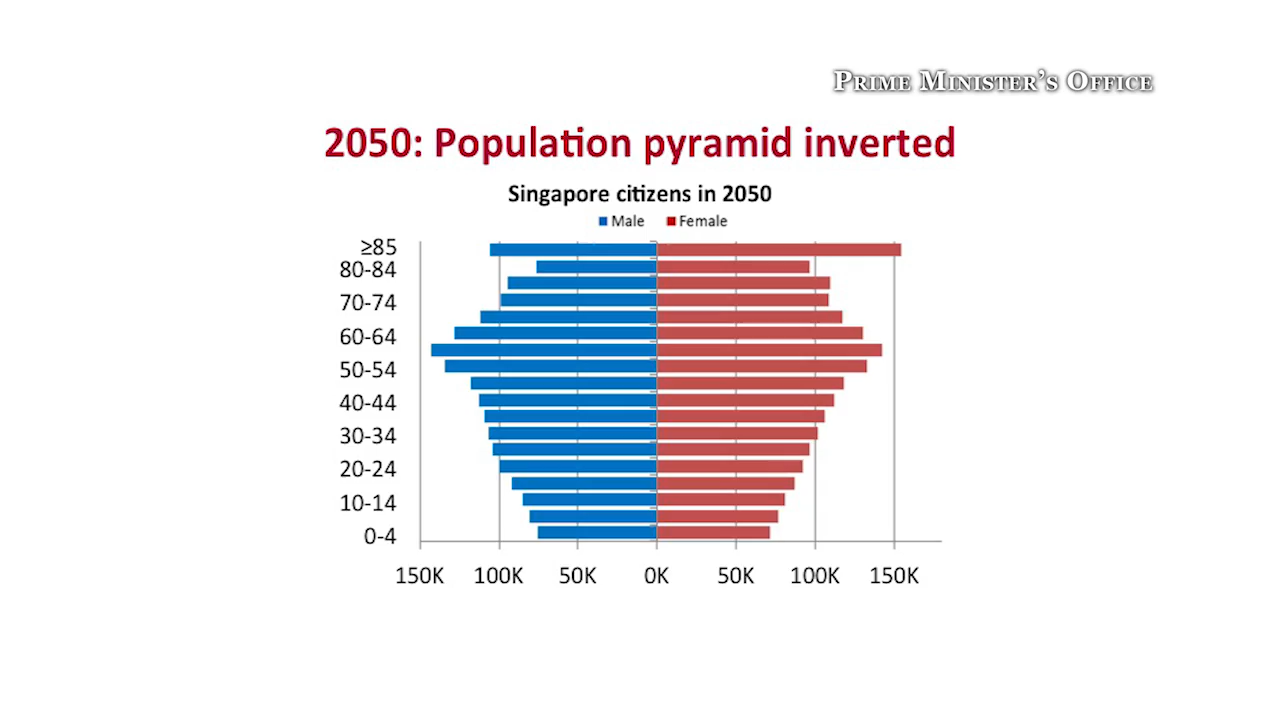 PRIME MINISTER'S OFFICE
2050: Population pyramid inverted
Singapore citizens in 2050
Male Female
≥85
80-84
70-74
60-64
50-54
40-44
30-34
20-24
10-14
0-4
150K 100K 50K 0K 50K 100K 150K